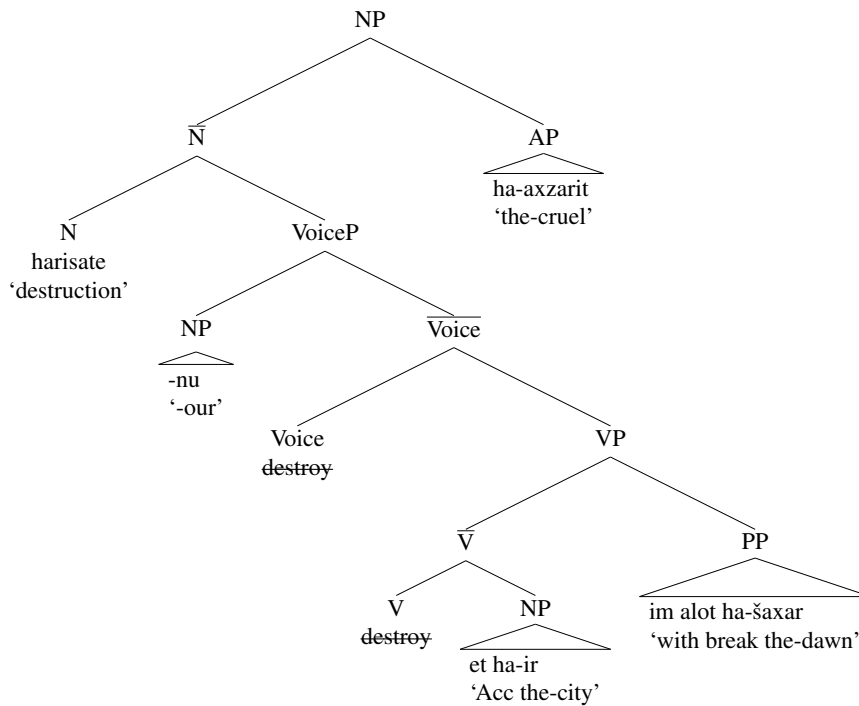 NP
N̅ AP
ha-axzarit
‘the-cruel’
N VoiceP
harisate
‘destruction’
NP V̅o̅i̅c̅e̅
-nu
‘-our’
Voice VP
destroy
V̅ PP
V NP im alot ha-šaxar
destroy ‘with break the-dawn’
et ha-ir
‘Acc the-city’